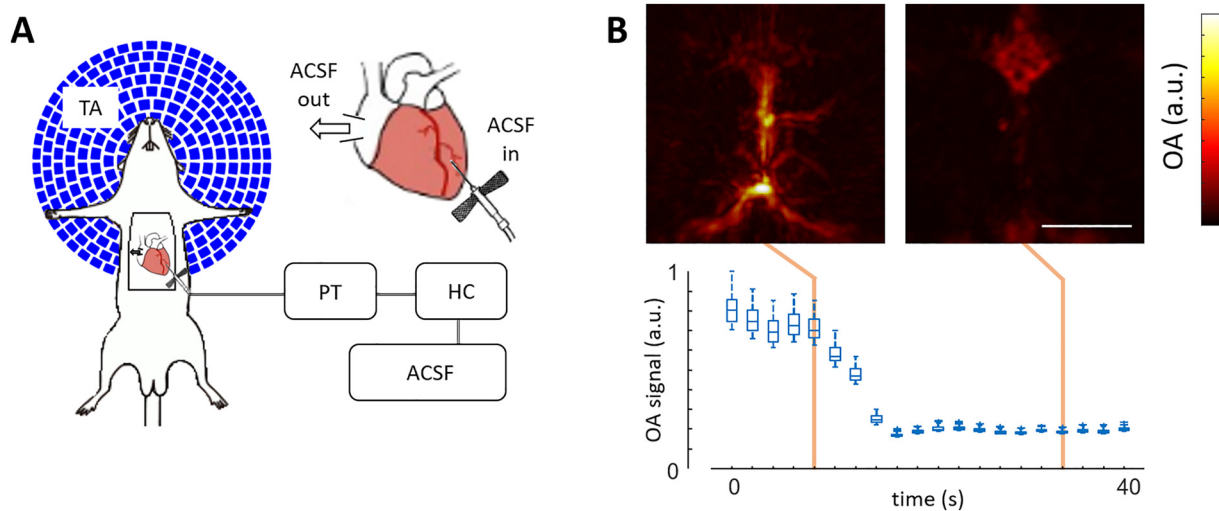 A
TA
ACSF
out
ACSF
in
PT
HC
ACSF
B
OA (a.u.)
1
OA signal (a.u.)
0
0
40
time (s)